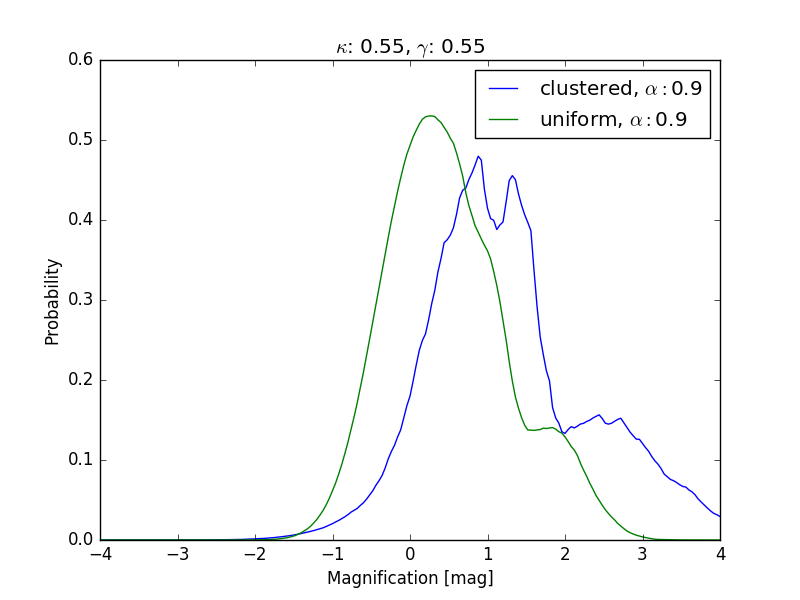 κ: 0.55, γ: 0.55
clustered, α:0.9
uniform, α:0.9
0.6
0.5
0.4
0.3
0.2
0.1
0.0
Probability
−4 −3 −2 −1 0 1 2 3 4
Magnification [mag]